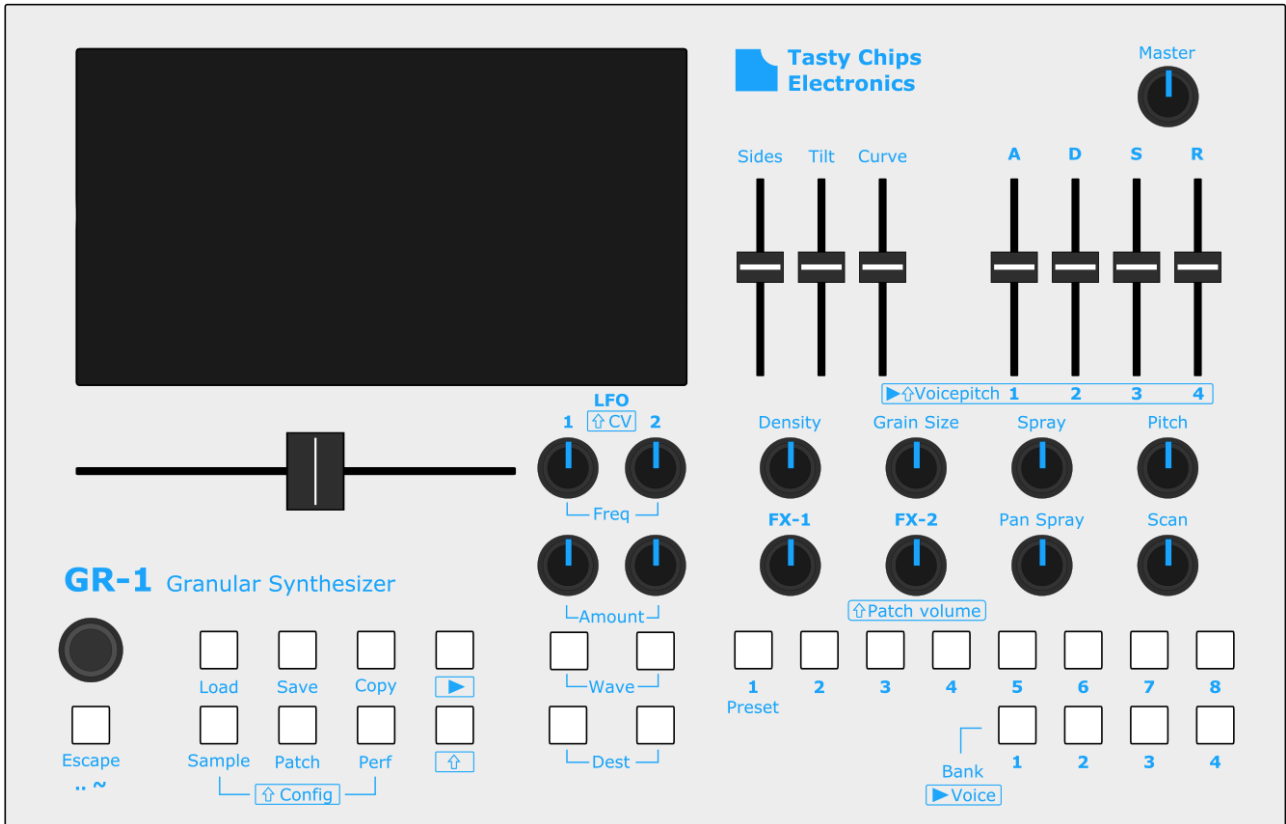 Tasty Chips
Electronics
Master
Sides Tilt Curve
A D S R
▶⇧Voicepitch 1 2 3 4
LFO
1 ⇧CV 2
Density Grain Size Spray Pitch
Freq
FX-1 FX-2 Pan Spray Scan
GR-1 Granular Synthesizer
Amount
⇧Patch volume
Load Save Copy ▶
Wave
1 2 3 4 5 6 7 8
Preset
Escape
.. ~
Sample Patch Perf ⇧
⇧ Config
Dest
1 2 3 4
Bank
▶Voice